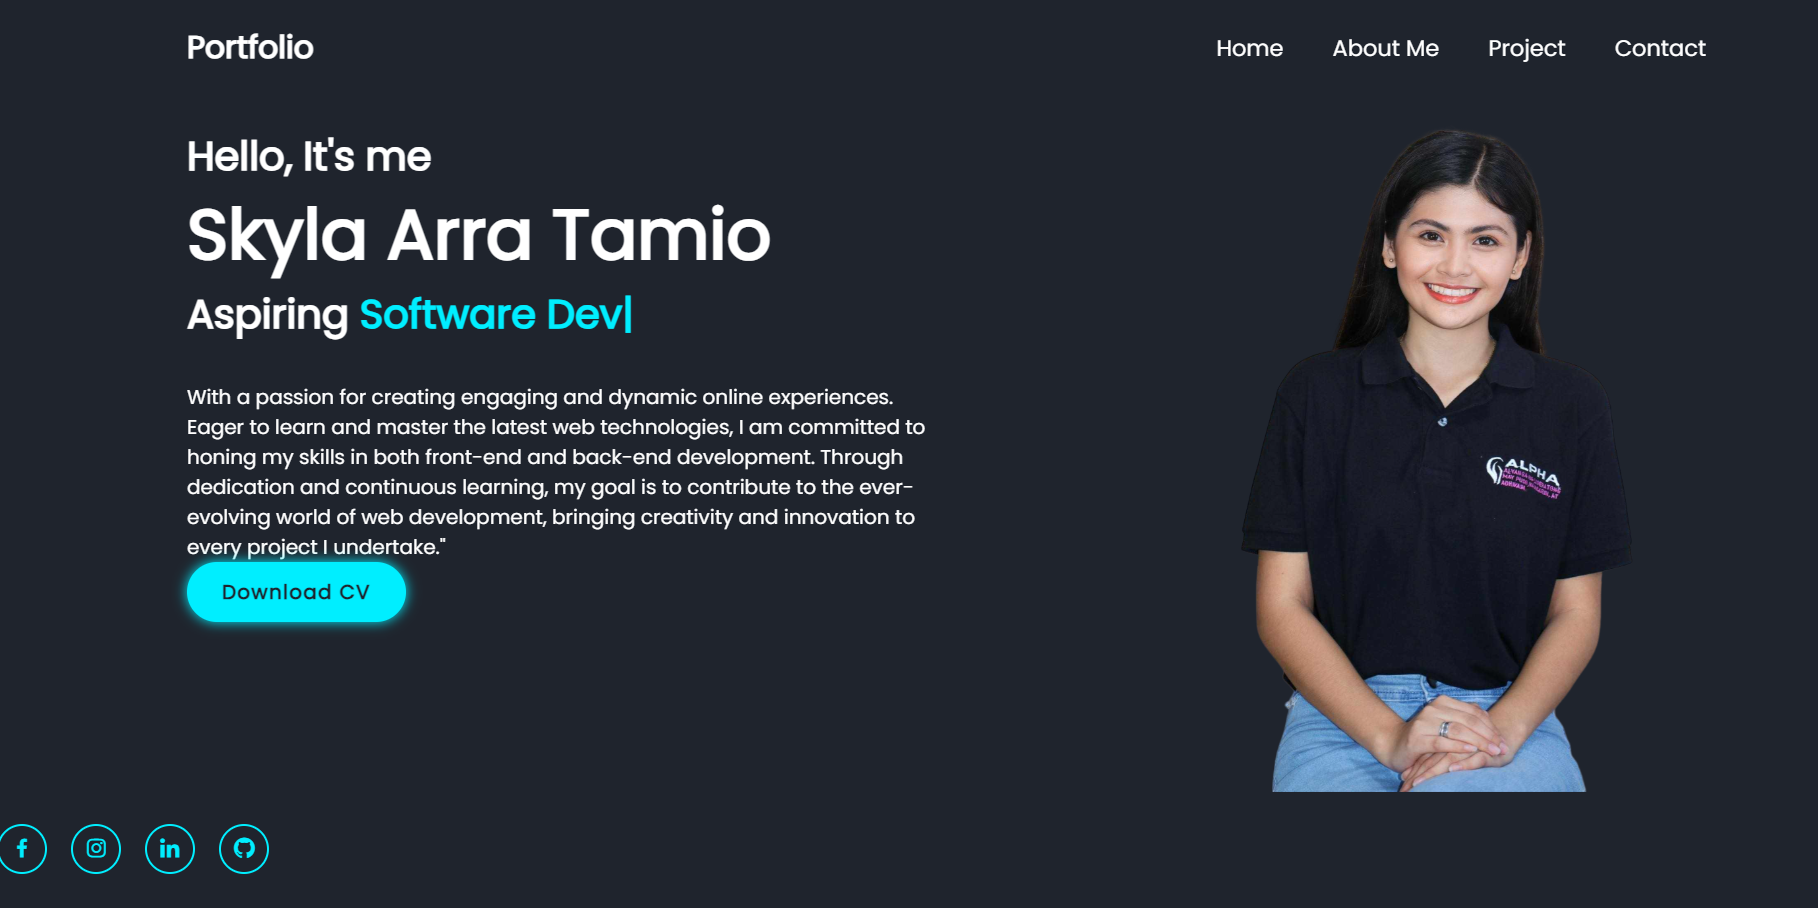 Portfolio
Home
About Me
Project
Contact
Hello, It's me
Skyla Arra Tamio
Aspiring Software Dev|
With a passion for creating engaging and dynamic online experiences.
Eager to learn and master the latest web technologies, I am committed to
honing my skills in both front-end and back-end development. Through
dedication and continuous learning, my goal is to contribute to the ever-
evolving world of web development, bringing creativity and innovation to
every project I undertake."
Download CV
ALPHA